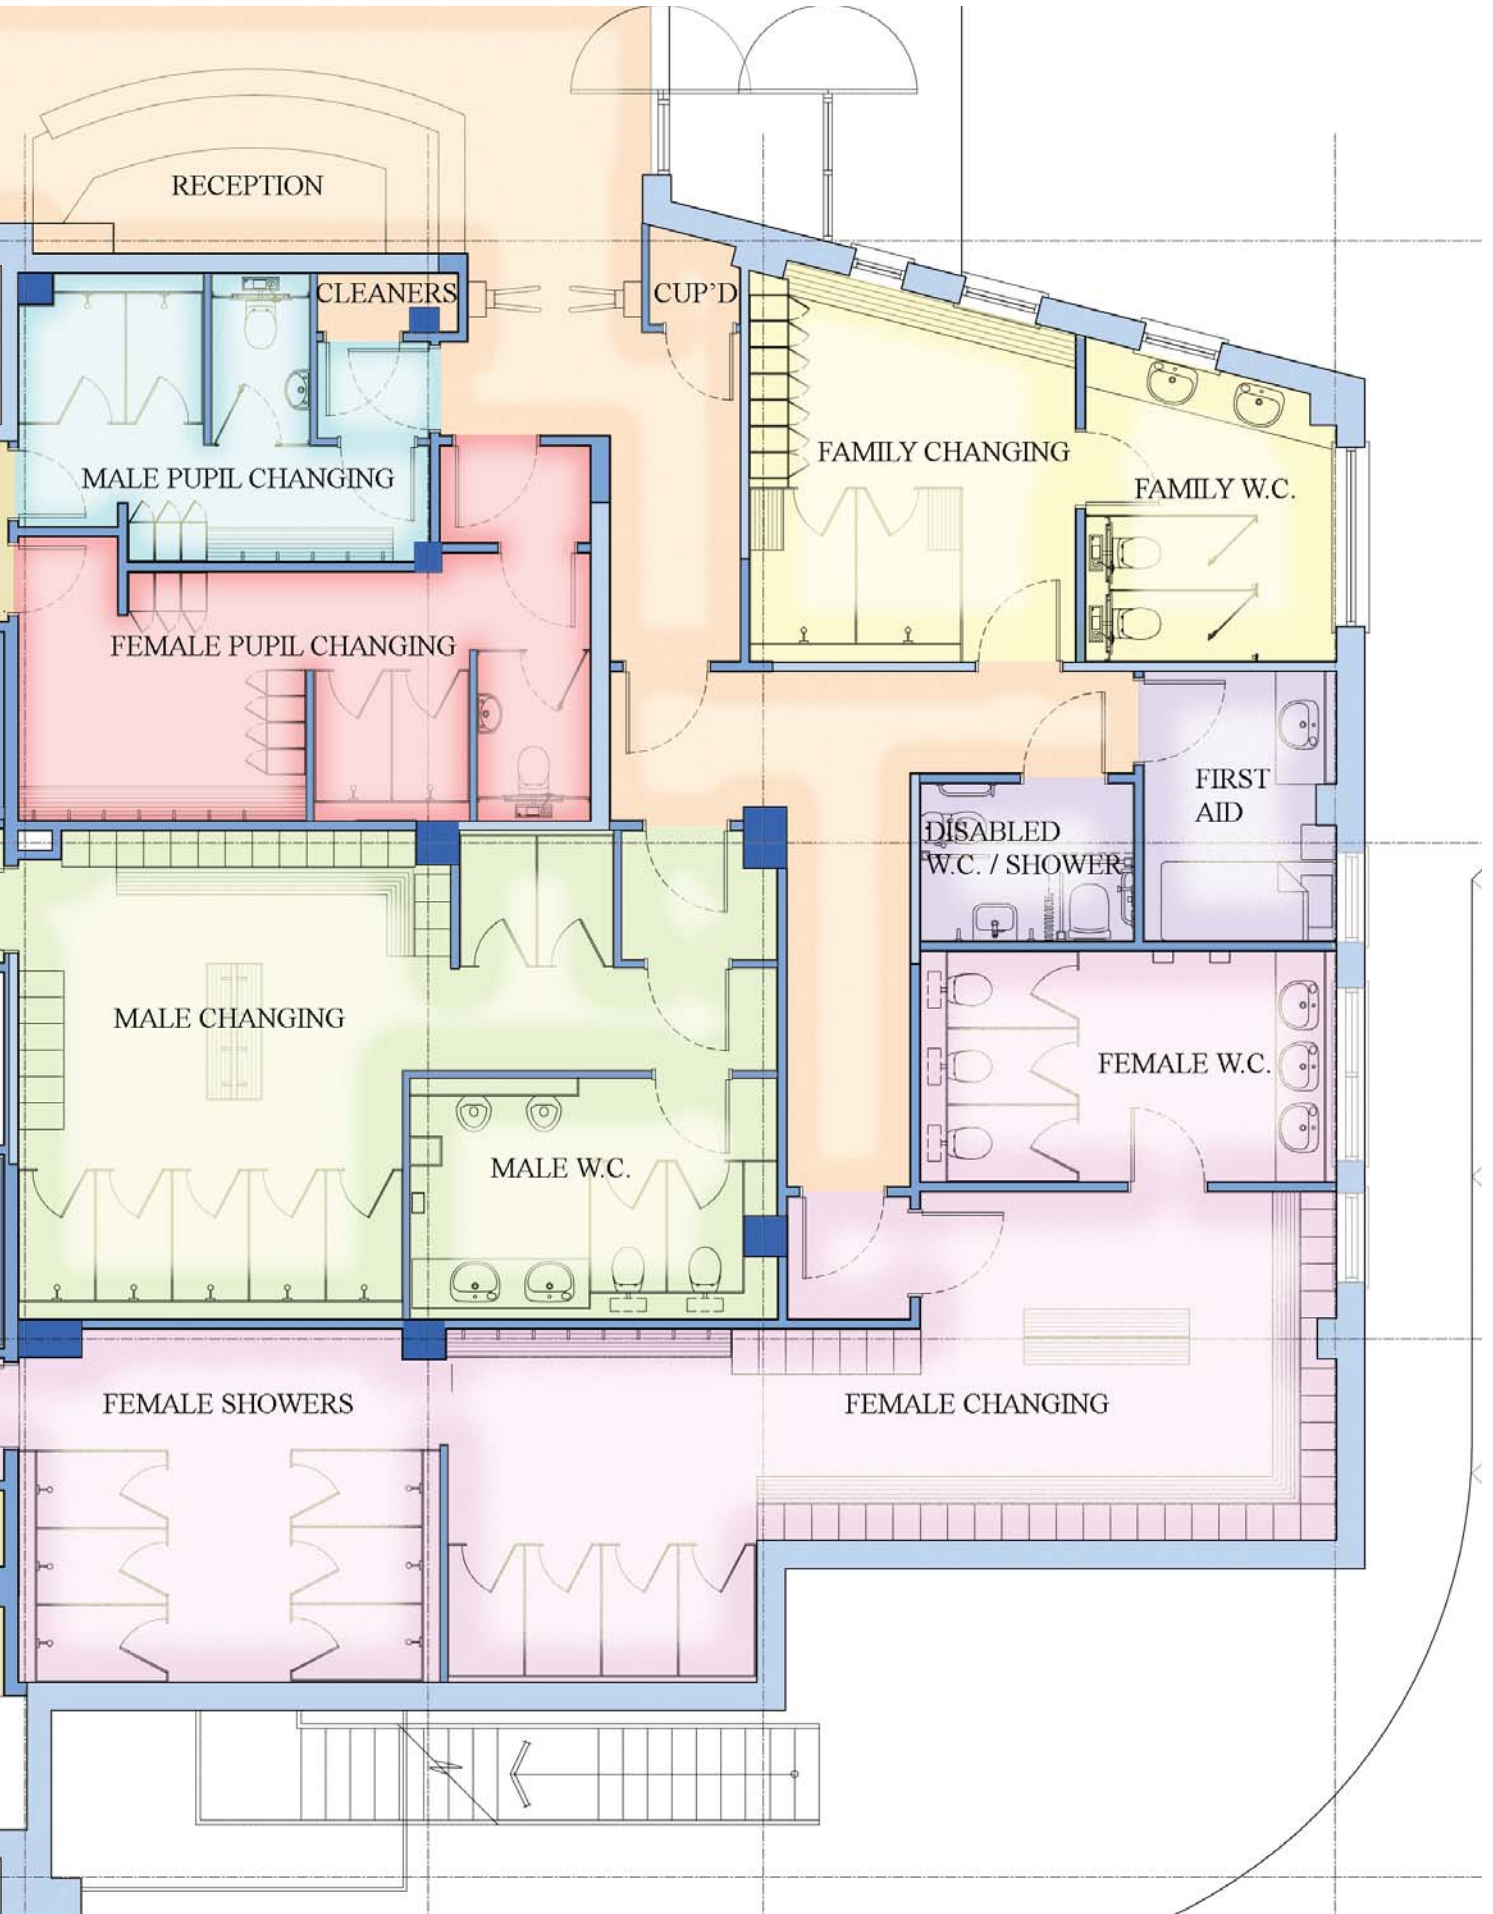 RECEPTION
CLEANERS
CUP'D
MALE PUPIL CHANGING
FAMILY CHANGING
FAMILY W.C.
FEMALE PUPIL CHANGING
FIRST
AID
DISABLED
W.C. / SHOWER
MALE CHANGING
FEMALE W.C.
MALE W.C.
FEMALE SHOWERS
FEMALE CHANGING